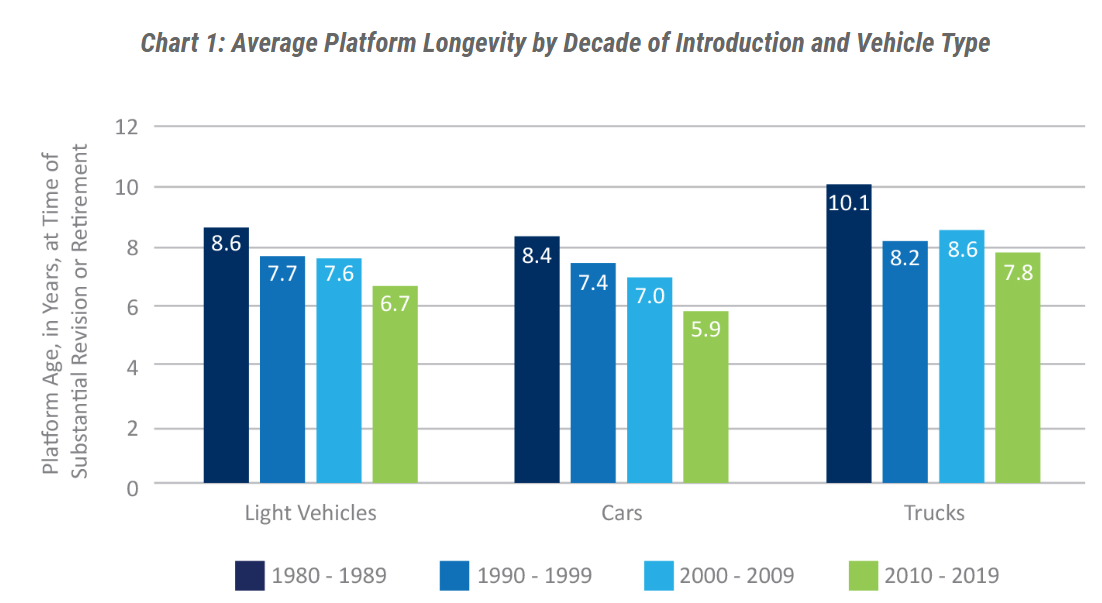 Chart 1: Average Platform Longevity by Decade of Introduction and Vehicle Type
Platform Age, in Years, at Time of
Substantial Revision or Retirement
12
10
8
6
4
2
0
8.6
7.7
7.6
6.7
8.4
7.4
7.0
5.9
10.1
8.2
8.6
7.8
Light Vehicles
Cars
Trucks
1980 - 1989
1990 - 1999
2000 - 2009
2010 - 2019